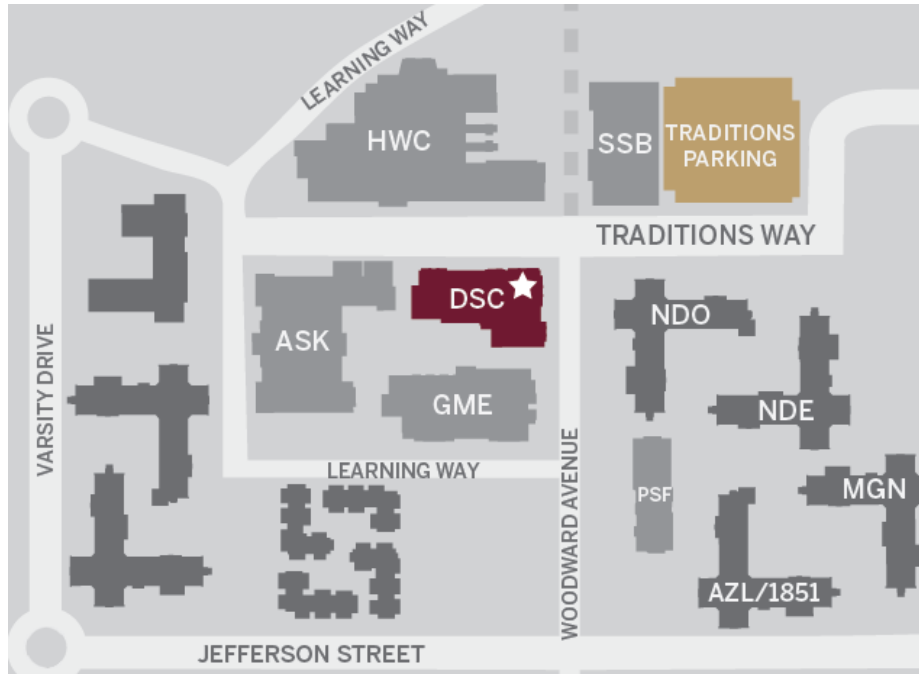 LEARNING WAY
HWC
SSB
TRADITIONS
PARKING
TRADITIONS WAY
DSC
NDO
ASK
VARSITY DRIVE
GME
NDE
LEARNING WAY
WOODWARD AVENUE
PSF
MGN
AZL/1851
JEFFERSON STREET